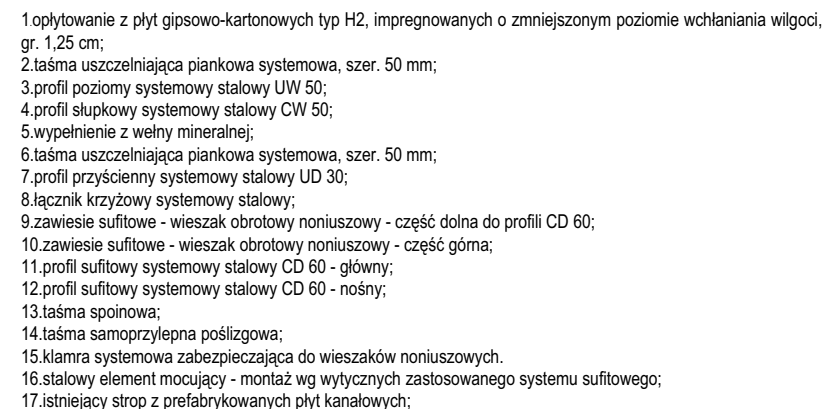 1.opłytowanie z płyt gipsowo-kartonowych typ H2, impregnowanych o zmniejszonym poziomie wchłaniania wilgoci,
gr. 1,25 cm;
2.taśma uszczelniająca piankowa systemowa, szer. 50 mm;
3.profil poziomy systemowy stalowy UW 50;
4.profil słupkowy systemowy stalowy CW 50;
5.wypełnienie z wełny mineralnej;
6.taśma uszczelniająca piankowa systemowa, szer. 50 mm;
7.profil przyścienny systemowy stalowy UD 30;
8.łącznik krzyżowy systemowy stalowy;
9.zawiesie sufitowe - wieszak obrotowy noniuszowy - część dolna do profili CD 60;
10.zawiesie sufitowe - wieszak obrotowy noniuszowy - część górna;
11.profil sufitowy systemowy stalowy CD 60 - główny;
12.profil sufitowy systemowy stalowy CD 60 - nośny;
13.taśma spoinowa;
14.taśma samoprzylepna poślizgowa;
15.klamra systemowa zabezpieczająca do wieszaków noniuszowych.
16.stalowy element mocujący - montaż wg wytycznych zastosowanego systemu sufitowego;
17.istniejący strop z prefabrykowanych płyt kanałowych;